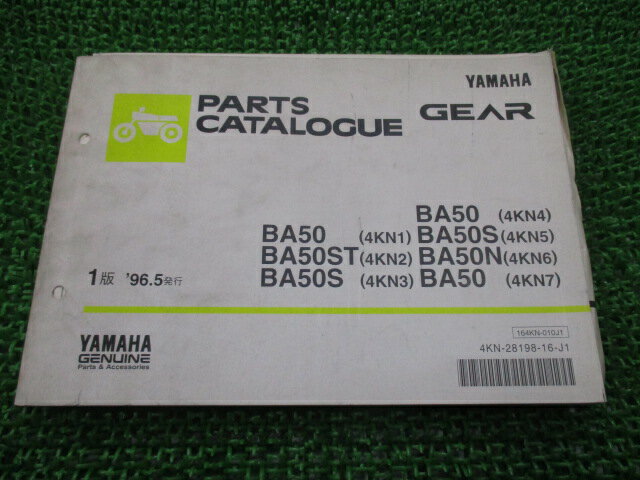 YAMAHA
PARTS
CATALOGUE
GEAR
BA50 (4KN4)
BA50 (4KN1) BA50S (4KN5)
BA50ST (4KN2) BA50N (4KN6)
BA50S (4KN3) BA50 (4KN7)
1版 '96.5発行
164KN-010J1
4KN-28198-16-J1
YAMAHA
GENUINE
Parts & Accessories